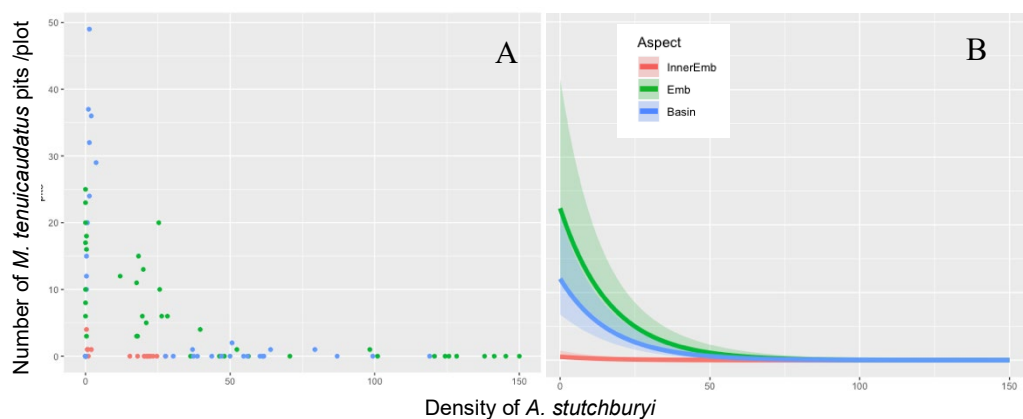 A
B
Aspect
InnerEmb
Emb
Basin
Number of M. tenuicaudatus pits /plot
50
40
30
20
10
0
0 50 100 150
0 50 100 150
Density of A. stutchburyi